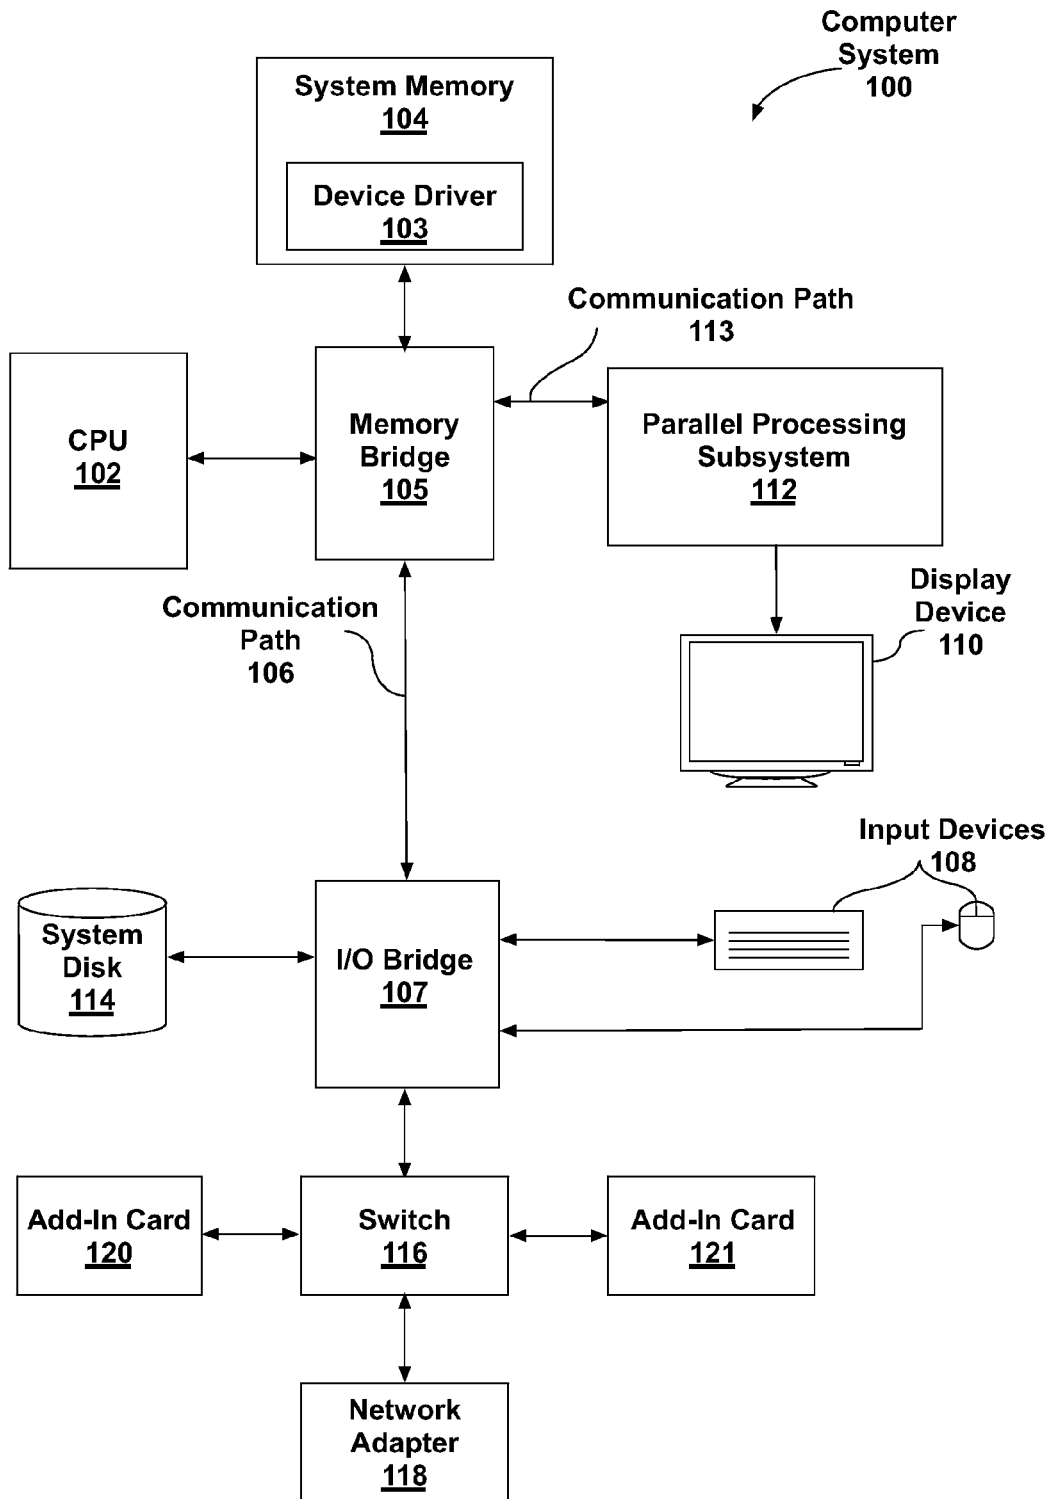 Computer
System
100
System Memory
104
Device Driver
103
Communication Path
113
CPU
102
Memory
Bridge
105
Parallel Processing
Subsystem
112
Communication
Path
106
Display
Device
110
Input Devices
108
System
Disk
114
I/O Bridge
107
Add-In Card
120
Switch
116
Add-In Card
121
Network
Adapter
118